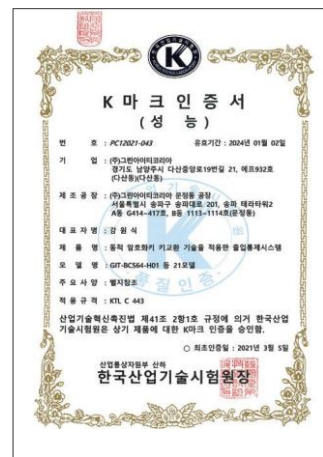 K
K 마크인증서
(성 능)
번 호 : PC12021-043 유효기간 : 2024년 01월 02일
기 업 : (주)그린아이티코리아
경기도 남양주시 다산중앙로19번길 21, 에프932호
(다산동)(다산동)
제 조 공 장 : (주)그린아이티코리아 문정동 공장
서울특별시 송파구 송파대로 201, 송파 테라타워2
A동 G414~417호, B동 1113~1114호(문정동)
대 표 자 명 : 강 원 식
제 품 명 : 동적 암호화키 키교환 기술을 적용한 출입통제시스템
모 델 명 : GIT-BCS64-H01 등 21모델
주 요 사 양 : 별지참조
적 용 규 격 : KTL C 443
산업기술혁신촉진법 제41조 2항1호 규정에 의거 한국산업
기술시험원은 상기 제품에 대한 K마크 인증을 승인함.
○ 최초인증일 : 2021년 3월 5일
산업통상자원부 산하
한국산업기술시험원장
품질인증